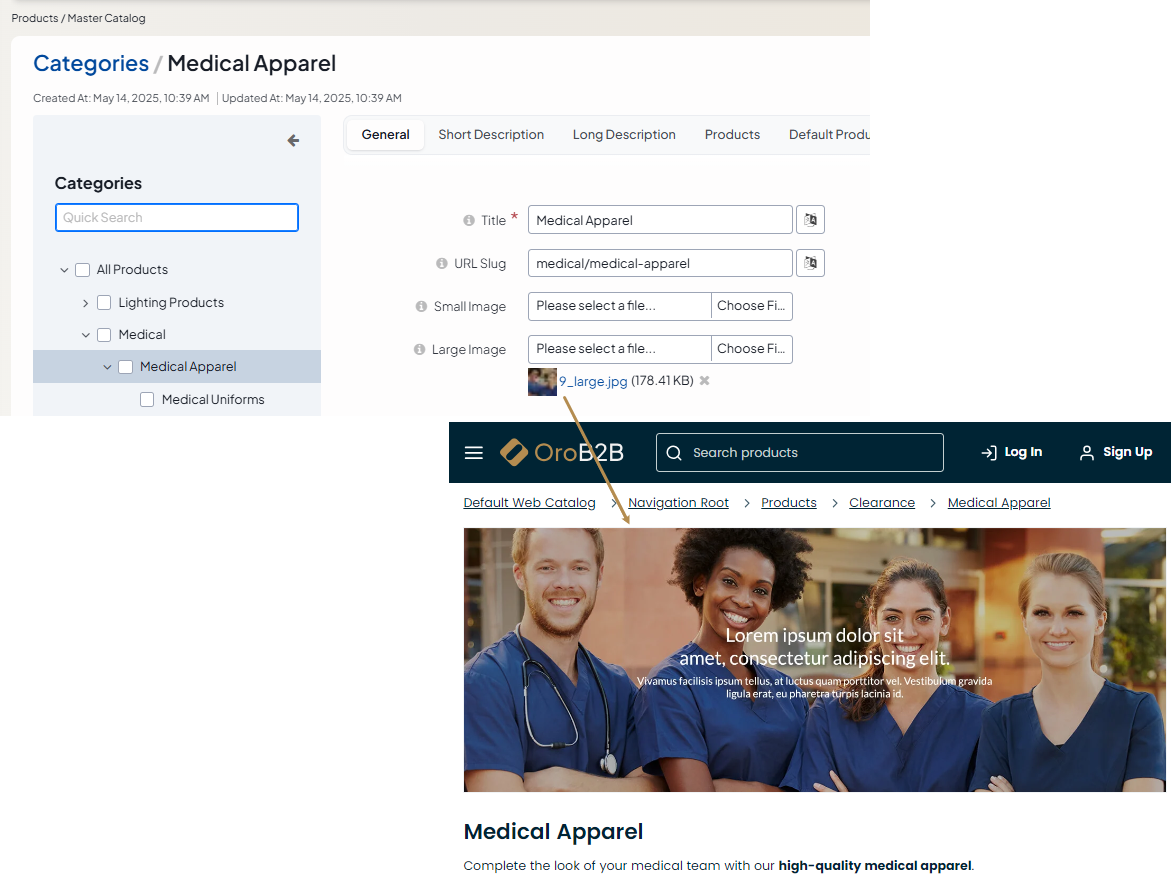 Products / Master Catalog
Categories / Medical Apparel
Created At: May 14, 2025, 10:39 AM | Updated At: May 14, 2025, 10:39 AM
General Short Description Long Description Products Default Produ
Categories
Quick Search
All Products
Lighting Products
Medical
Medical Apparel
Medical Uniforms
Title * Medical Apparel
URL Slug medical/medical-apparel
Small Image Please select a file... Choose Fi...
Large Image Please select a file... Choose Fi...
9_large.jpg (178.41 KB)
OroB2B Search products Log In Sign Up
Default Web Catalog > Navigation Root > Products > Clearance > Medical Apparel
Lorem ipsum dolor sit
amet, consectetur adipiscing elit.
Vivamus facilisis ipsum tellus, at luctus quam porttitor vel. Vestibulum gravida
ligula erat, eu pharetra turpis lacinia id.
Medical Apparel
Complete the look of your medical team with our high-quality medical apparel.